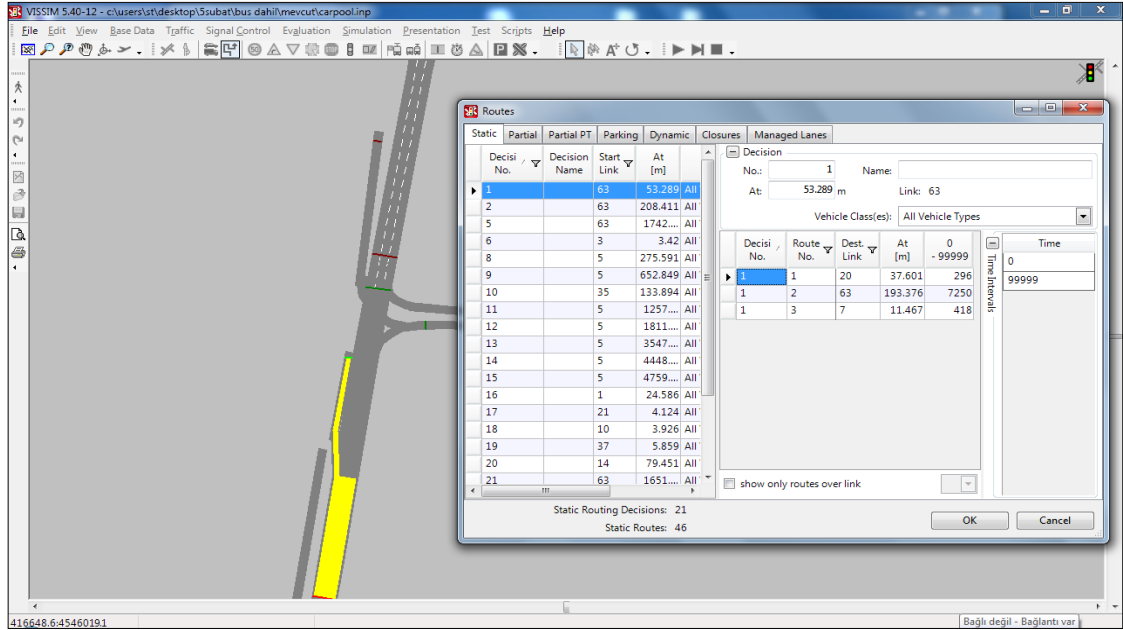 VISSIM 5.40-12 - c:\users\st\desktop\5subat\bus dahil\mevcut\carpool.inp
File Edit View Base Data Traffic Signal Control Evaluation Simulation Presentation Test Scripts Help
Routes
Static Partial Partial PT Parking Dynamic Closures Managed Lanes
Decisi No. Decision Name Start Link At [m]
1 63 53.289 All
2 63 208.411 All
5 63 1742.... All
6 3 3.42 All
8 5 275.591 All
9 5 652.849 All
10 35 133.894 All
11 5 1257.... All
12 5 1811.... All
13 5 3547.... All
14 5 4448.... All
15 5 4759.... All
16 1 24.586 All
17 21 4.124 All
18 10 3.926 All
19 37 5.859 All
20 14 79.451 All
21 63 1651.... All
Static Routing Decisions: 21
Static Routes: 46
Decision
No.: 1 Name:
At: 53.289 m Link: 63
Vehicle Class(es): All Vehicle Types
Decisi No. Route No. Dest. Link At [m] 0 - 99999
1 1 20 37.601 296
1 2 63 193.376 7250
1 3 7 11.467 418
Time Intervals
Time
0
99999
show only routes over link
OK Cancel
416648.6:4546019.1
Bağlı değil - Bağlantı var